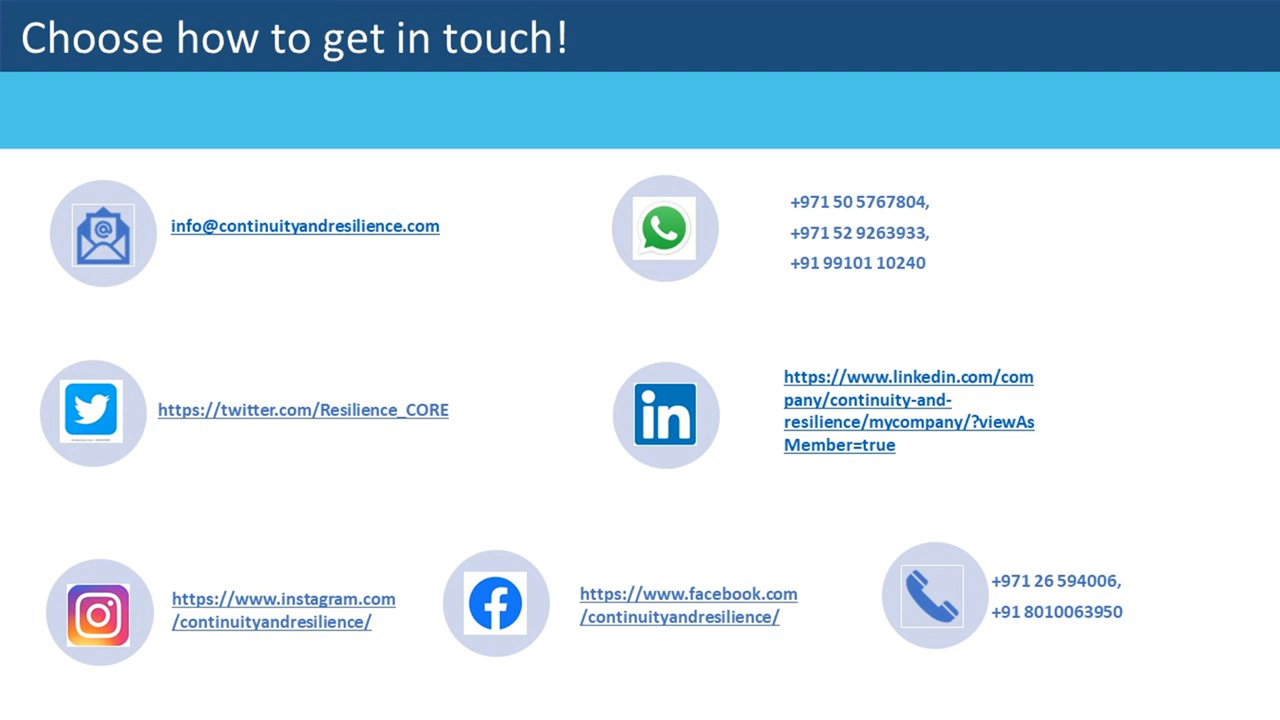 Choose how to get in touch!
info@continuityandresilience.com
+971 50 5767804,
+971 52 9263933,
+91 99101 10240
https://twitter.com/Resilience_CORE
https://www.linkedin.com/com
pany/continuity-and-
resilience/mycompany/?viewAs
Member=true
https://www.instagram.com
/continuityandresilience/
https://www.facebook.com
/continuityandresilience/
+971 26 594006,
+91 8010063950